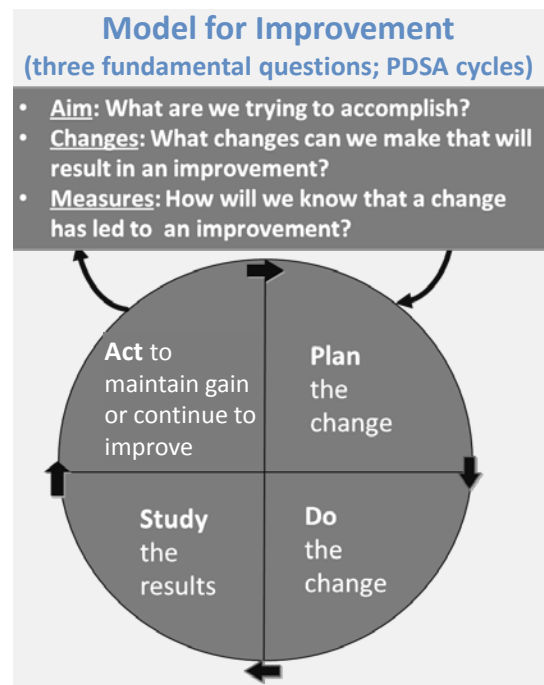 Model for Improvement
(three fundamental questions; PDSA cycles)
• Aim: What are we trying to accomplish?
• Changes: What changes can we make that will
result in an improvement?
• Measures: How will we know that a change
has led to an improvement?
Act to
maintain gain
or continue to
improve
Plan
the
change
Study
the
results
Do
the
change